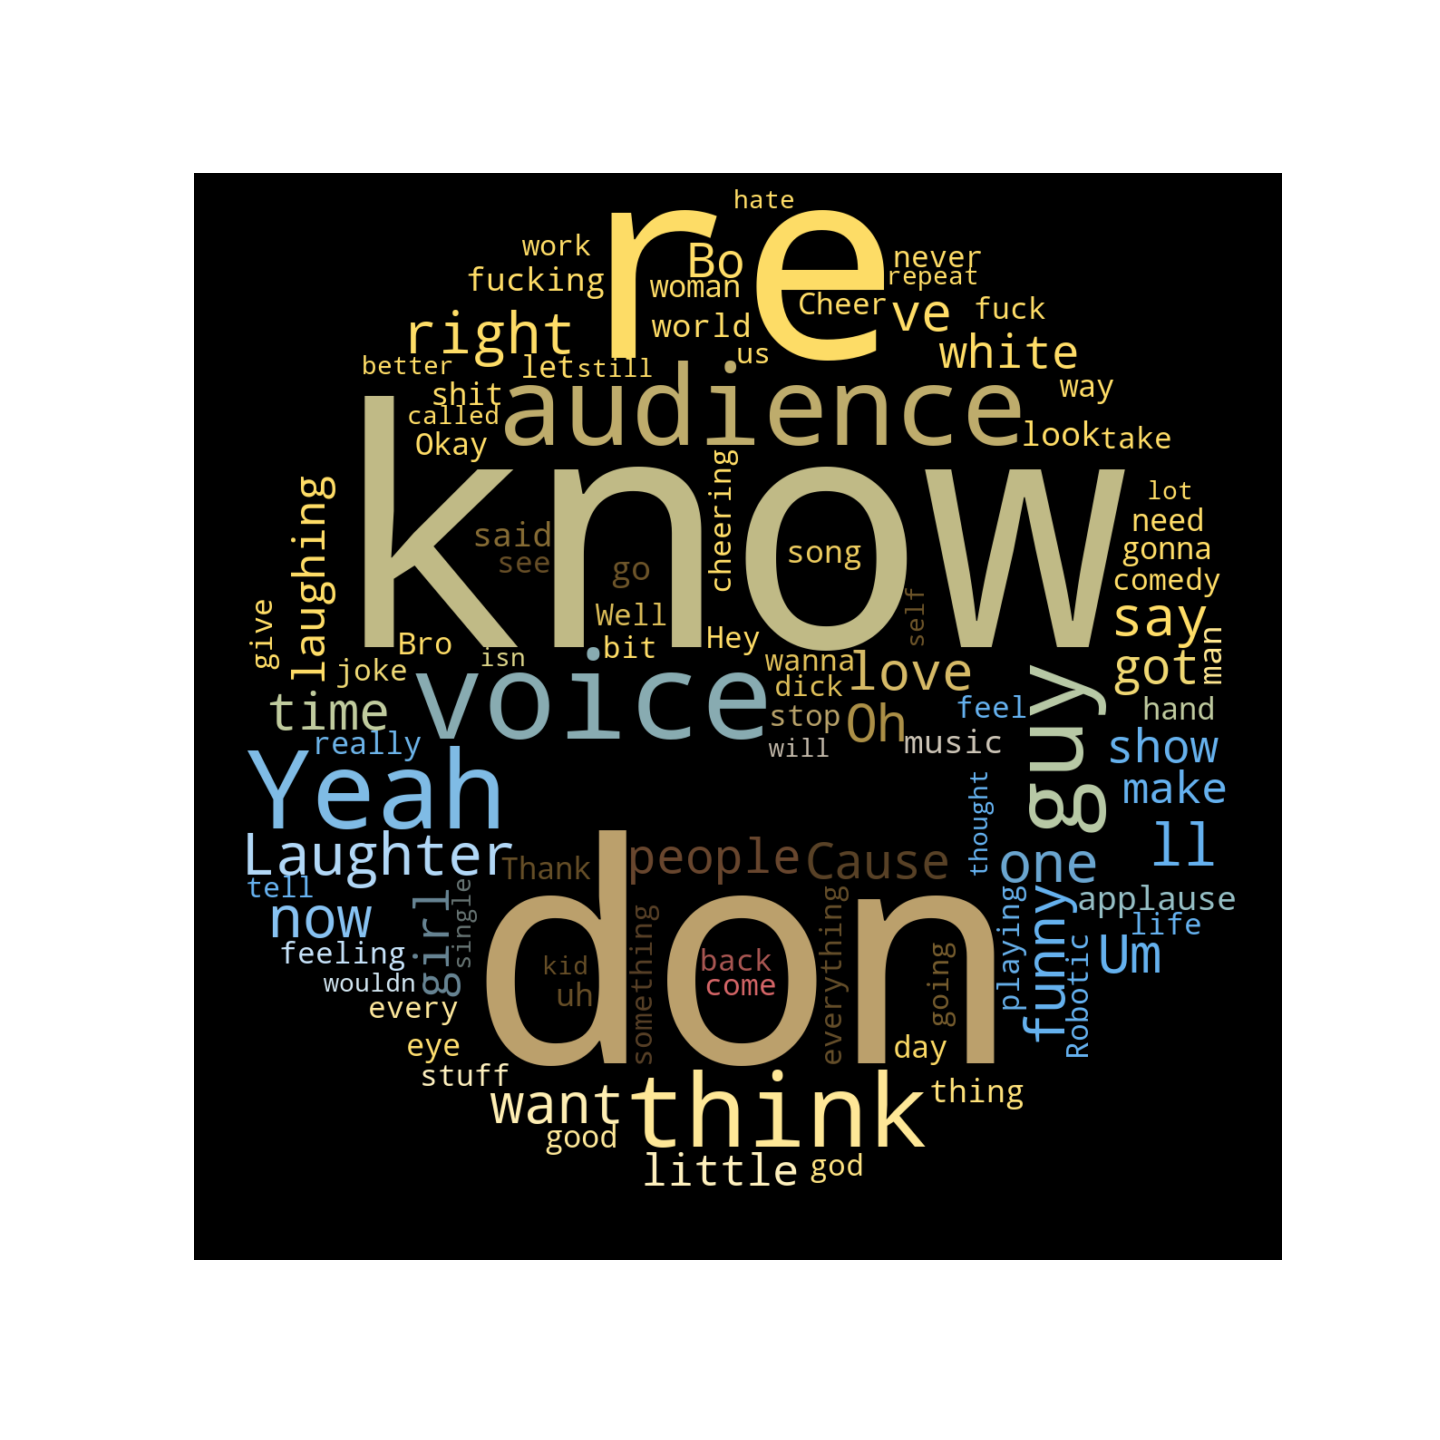 hate
re
work
Bo
never
fucking
woman
repeat
Cheer
ve
fuck
right
world
us
white
better
let
still
way
shit
audience
called
Okay
look
take
know
laughing
cheering
lot
need
said
song
gonna
see
go
comedy
give
self
Well
say
Bro
bit
Hey
man
isn
wanna
love
got
joke
voice
dick
time
stop
Oh
feel
guy
hand
really
will
music
show
Yeah
thought
make
Laughter
Thank
people
Cause
one
ll
tell
girl
single
don
applause
now
something
everything
playing
funny
life
feeling
kid
back
going
Robotic
Um
wouldn
uh
come
every
eye
day
stuff
want
think
thing
good
little
god